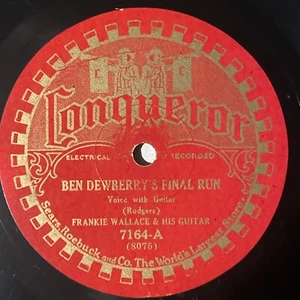 Conqueror
ELECTRICAL RECORDED
BEN DEWBERRY'S FINAL RUN
Voice with Guitar
(Rodgers)
FRANKIE WALLACE & HIS GUITAR
7164-A
(8075)
Sears Roebuck and Co. The World's Largest Store